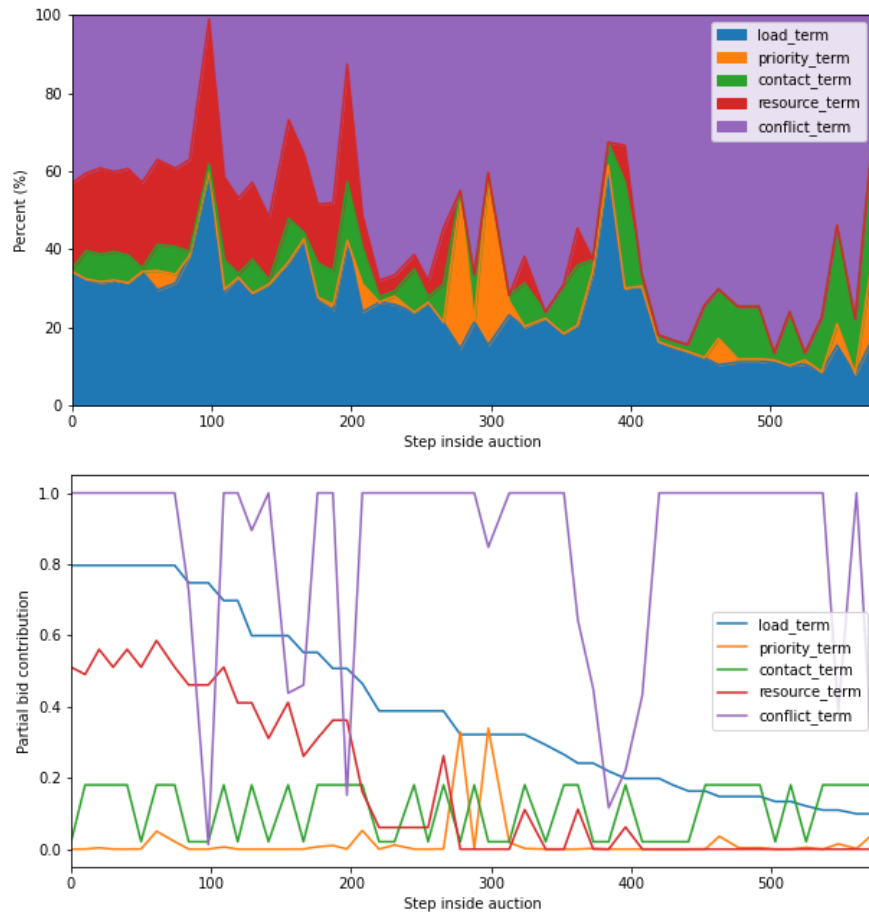 100
80
60
40
20
0
Percent (%)
load_term
priority_term
contact_term
resource_term
conflict_term
0 100 200 300 400 500
Step inside auction
1.0
0.8
0.6
0.4
0.2
0.0
Partial bid contribution
load_term
priority_term
contact_term
resource_term
conflict_term
0 100 200 300 400 500
Step inside auction